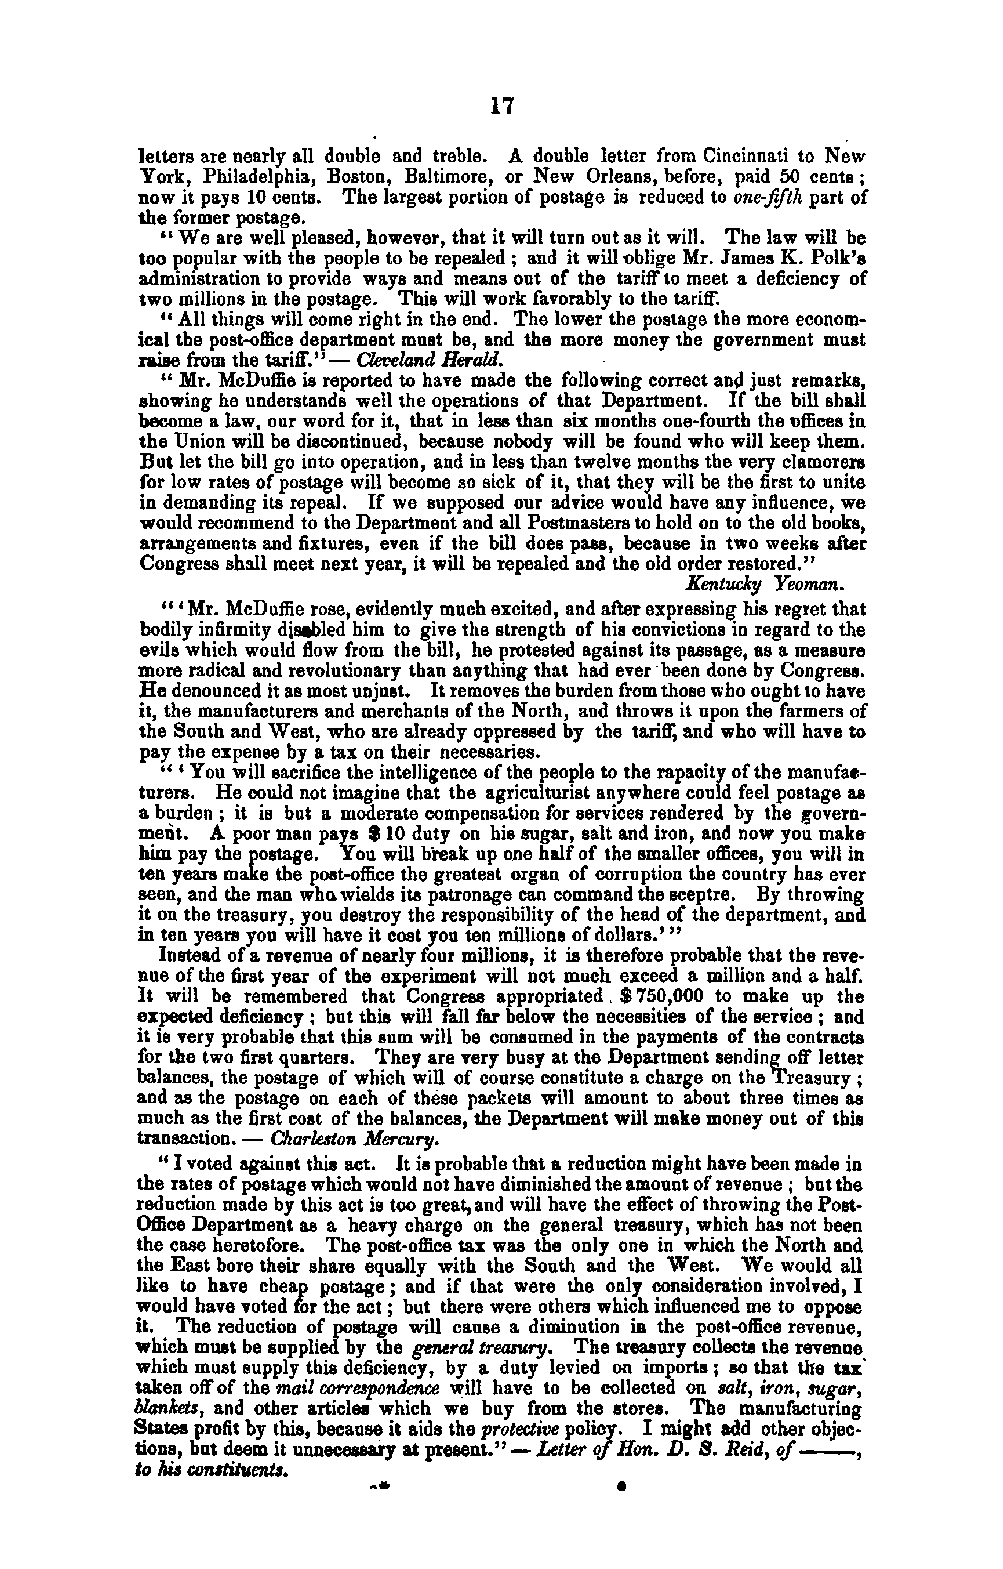 17
letters are nearly all double and treble. A double letter from Cincinnati to New
York, Philadelphia, Boston, Baltimore, or New Orleans, before, paid 50 cents;
now it pays 10 cents. The largest portion of postage is reduced to one-fifth part of
the former postage.
"We are well pleased, however, that it will turn out as it will. The law will be
too popular with the people to be repealed; and it will oblige Mr. James K. Polk's
administration to provide ways and means out of the tariff to meet a deficiency of
two millions in the postage. This will work favorably to the tariff.
"All things will come right in the end. The lower the postage the more econom-
ical the post-office department must be, and the more money the government must
raise from the tariff."— Cleveland Herald.
"Mr. McDuffie is reported to have made the following correct and just remarks,
showing he understands well the operations of that Department. If the bill shall
become a law, our word for it, that in less than six months one-fourth the offices in
the Union will be discontinued, because nobody will be found who will keep them.
But let the bill go into operation, and in less than twelve months the very clamorers
for low rates of postage will become so sick of it, that they will be the first to unite
in demanding its repeal. If we supposed our advice would have any influence, we
would recommend to the Department and all Postmasters to hold on to the old books,
arrangements and fixtures, even if the bill does pass, because in two weeks after
Congress shall meet next year, it will be repealed and the old order restored."
Kentucky Yeoman.
"'Mr. McDuffie rose, evidently much excited, and after expressing his regret that
bodily infirmity disabled him to give the strength of his convictions in regard to the
evils which would flow from the bill, he protested against its passage, as a measure
more radical and revolutionary than anything that had ever been done by Congress.
He denounced it as most unjust. It removes the burden from those who ought to have
it, the manufacturers and merchants of the North, and throws it upon the farmers of
the South and West, who are already oppressed by the tariff, and who will have to
pay the expense by a tax on their necessaries.
"'You will sacrifice the intelligence of the people to the rapacity of the manufac-
turers. He could not imagine that the agriculturist anywhere could feel postage as
a burden; it is but a moderate compensation for services rendered by the govern-
ment. A poor man pays $10 duty on his sugar, salt and iron, and now you make
him pay the postage. You will break up one half of the smaller offices, you will in
ten years make the post-office the greatest organ of corruption the country has ever
seen, and the man who wields its patronage can command the sceptre. By throwing
it on the treasury, you destroy the responsibility of the head of the department, and
in ten years you will have it cost you ten millions of dollars.'"
Instead of a revenue of nearly four millions, it is therefore probable that the reve-
nue of the first year of the experiment will not much exceed a million and a half.
It will be remembered that Congress appropriated $750,000 to make up the
expected deficiency; but this will fall far below the necessities of the service; and
it is very probable that this sum will be consumed in the payments of the contracts
for the two first quarters. They are very busy at the Department sending off letter
balances, the postage of which will of course constitute a charge on the Treasury;
and as the postage on each of these packets will amount to about three times as
much as the first cost of the balances, the Department will make money out of this
transaction. — Charleston Mercury.
"I voted against this act. It is probable that a reduction might have been made in
the rates of postage which would not have diminished the amount of revenue; but the
reduction made by this act is too great, and will have the effect of throwing the Post-
Office Department as a heavy charge on the general treasury, which has not been
the case heretofore. The post-office tax was the only one in which the North and
the East bore their share equally with the South and the West. We would all
like to have cheap postage; and if that were the only consideration involved, I
would have voted for the act; but there were others which influenced me to oppose
it. The reduction of postage will cause a diminution in the post-office revenue,
which must be supplied by the general treasury. The treasury collects the revenue
which must supply this deficiency, by a duty levied on imports; so that the tax
taken off of the mail correspondence will have to be collected on salt, iron, sugar,
blankets, and other articles which we buy from the stores. The manufacturing
States profit by this, because it aids the protective policy. I might add other objec-
tions, but deem it unnecessary at present."— Letter of Hon. D. S. Reid, of ———,
to his constituents.